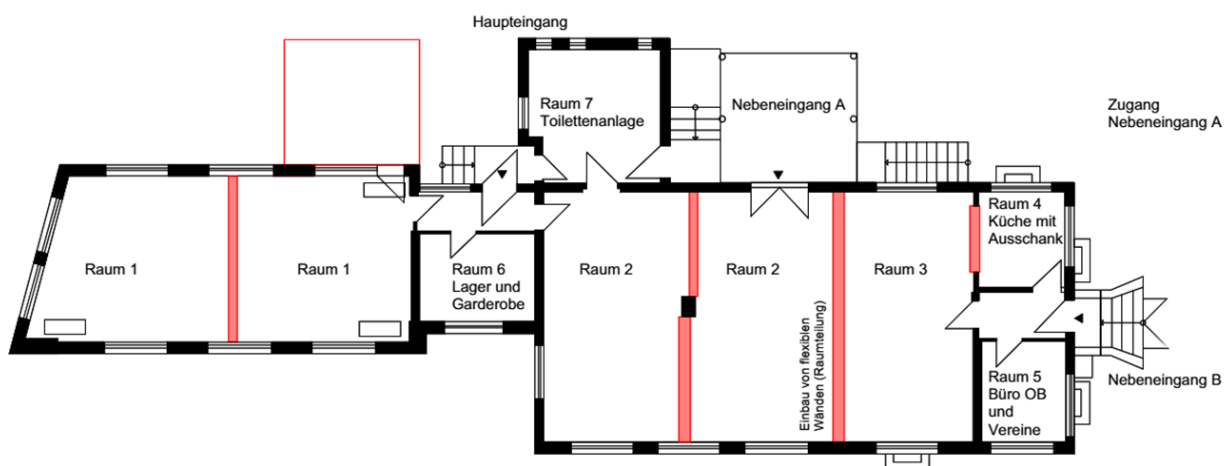 Haupteingang
Raum 7
Toilettenanlage
Nebeneingang A
Zugang
Nebeneingang A
Raum 1
Raum 1
Raum 6
Lager und
Garderobe
Raum 2
Raum 2
Einbau von flexiblen
Wänden (Raumteilung)
Raum 3
Raum 4
Küche mit
Ausschank
Raum 5
Büro OB
und
Vereine
Nebeneingang B